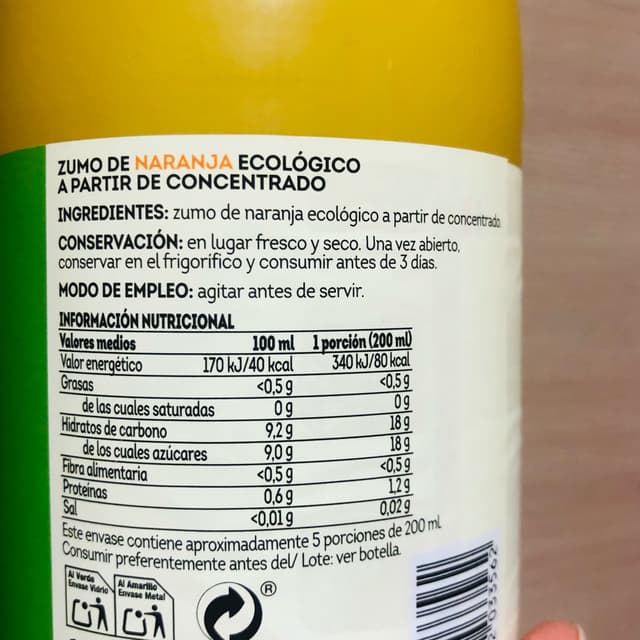 ZUMO DE NARANJA ECOLÓGICO
A PARTIR DE CONCENTRADO
INGREDIENTES: zumo de naranja ecológico a partir de concentrado.
CONSERVACIÓN: en lugar fresco y seco. Una vez abierto,
conservar en el frigorífico y consumir antes de 3 días.
MODO DE EMPLEO: agitar antes de servir.
INFORMACIÓN NUTRICIONAL
Valores medios 100 ml 1 porción (200 ml)
Valor energético 170 kJ/40 kcal 340 kJ/80 kcal
Grasas <0,5 g <0,5 g
de las cuales saturadas 0 g 0 g
Hidratos de carbono 9,2 g 18 g
de los cuales azúcares 9,0 g 18 g
Fibra alimentaria <0,5 g <0,5 g
Proteínas 0,6 g 1,2 g
Sal <0,01 g 0,02 g
Este envase contiene aproximadamente 5 porciones de 200 ml.
Consumir preferentemente antes del/ Lote: ver botella.
Al Verde Al Amarillo
Envase Vidrio Envase Metal
®